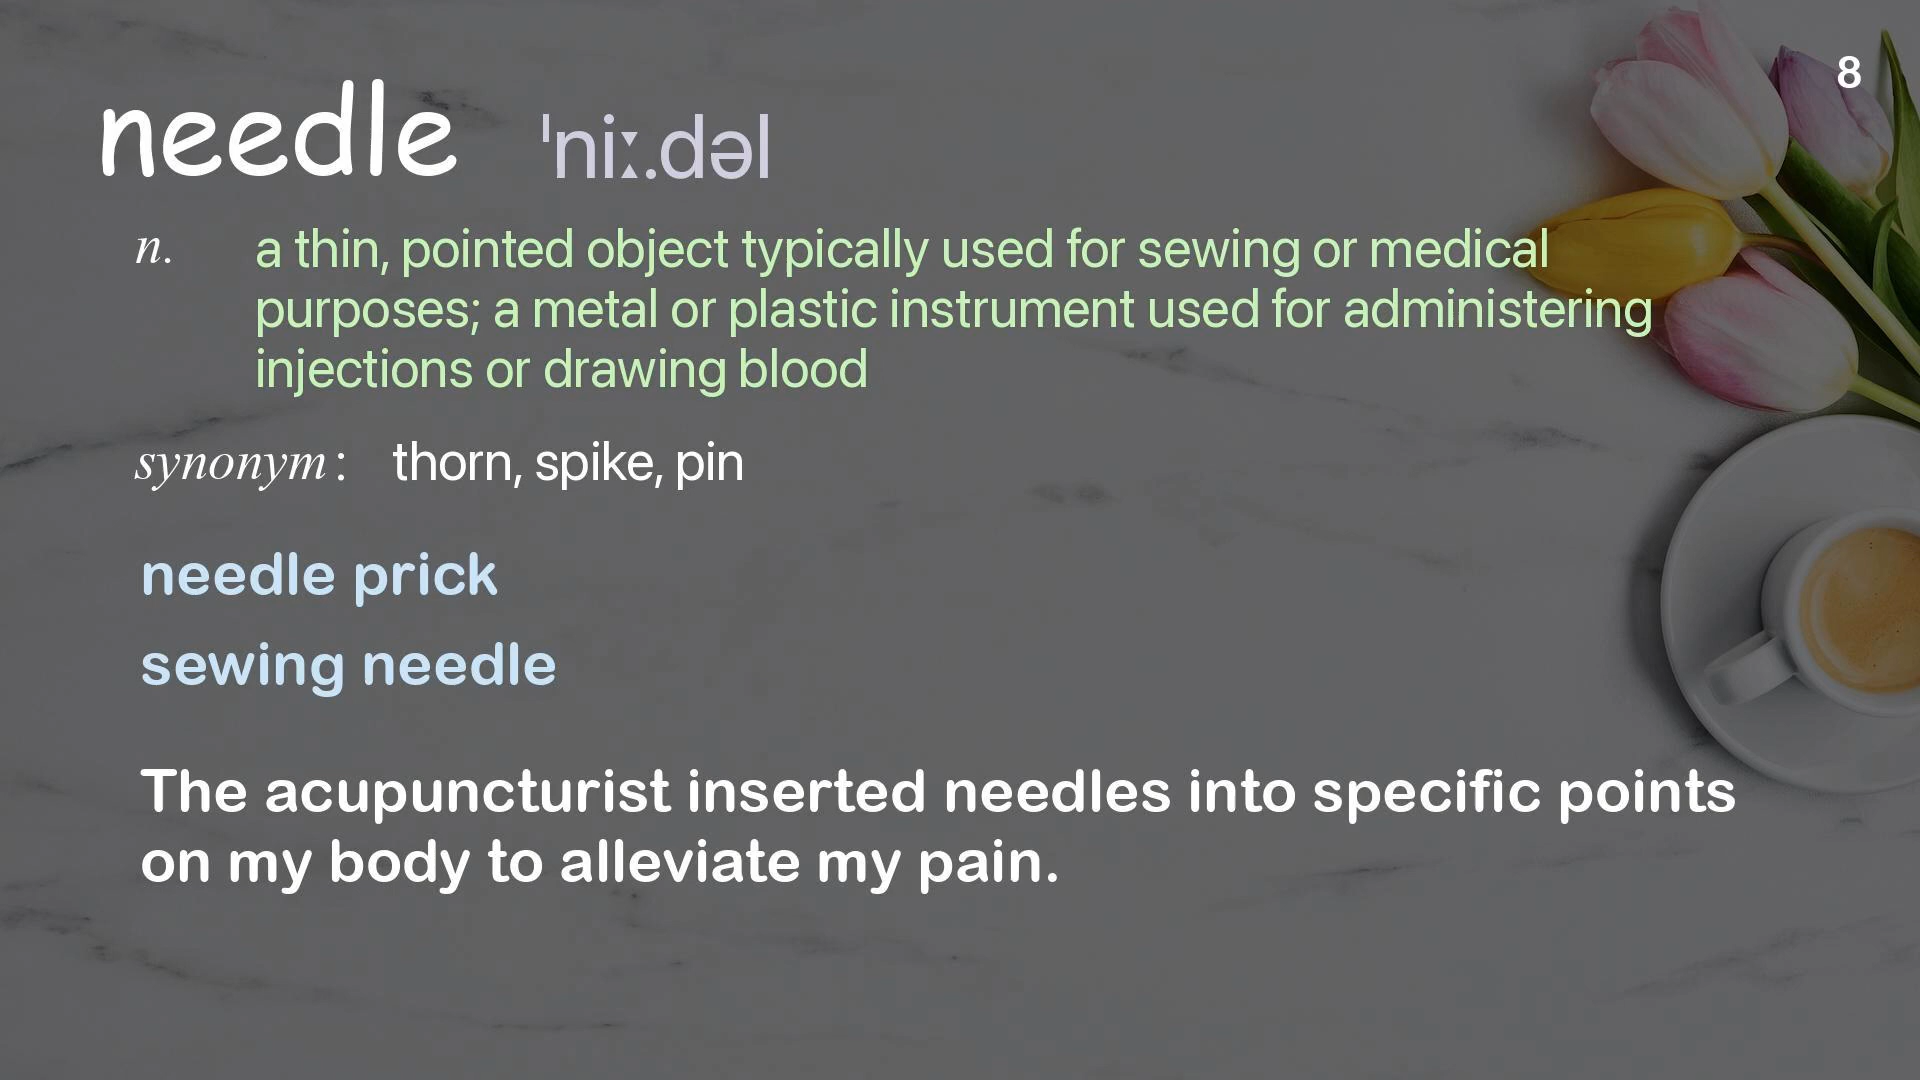 8
needle ˈniː.dəl
n. a thin, pointed object typically used for sewing or medical
purposes; a metal or plastic instrument used for administering
injections or drawing blood
synonym: thorn, spike, pin
needle prick
sewing needle
The acupuncturist inserted needles into specific points
on my body to alleviate my pain.